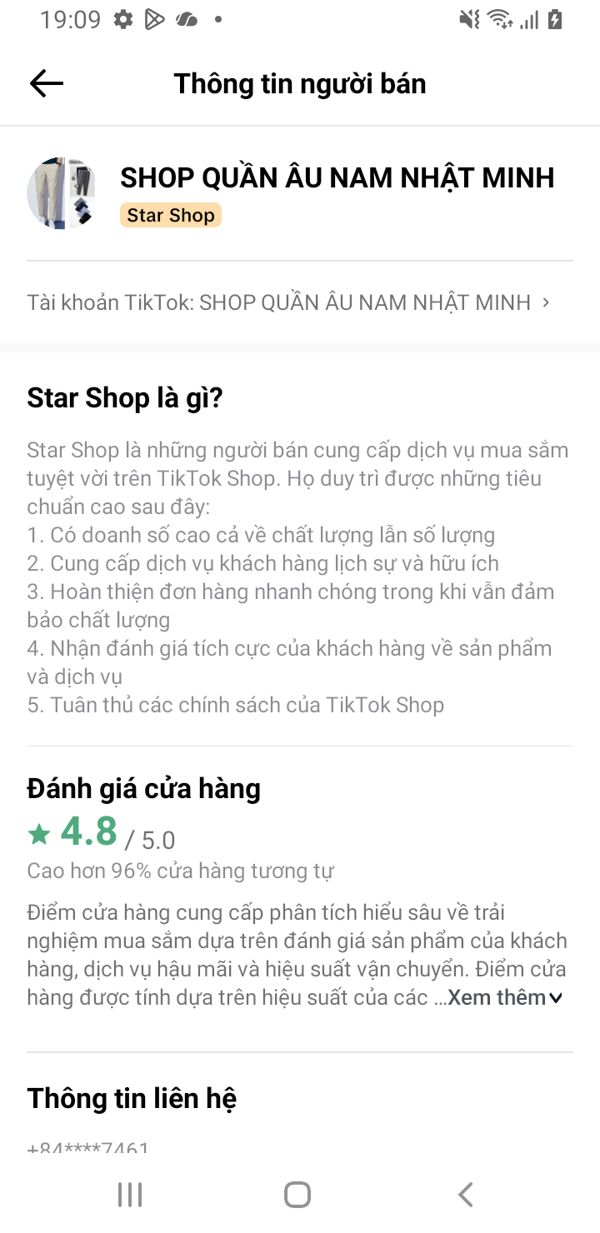 19:09
Thông tin người bán
SHOP QUẦN ÂU NAM NHẬT MINH
Star Shop
Tài khoản TikTok: SHOP QUẦN ÂU NAM NHẬT MINH
Star Shop là gì?
Star Shop là những người bán cung cấp dịch vụ mua sắm
tuyệt vời trên TikTok Shop. Họ duy trì được những tiêu
chuẩn cao sau đây:
1. Có doanh số cao cả về chất lượng lẫn số lượng
2. Cung cấp dịch vụ khách hàng lịch sự và hữu ích
3. Hoàn thiện đơn hàng nhanh chóng trong khi vẫn đảm
bảo chất lượng
4. Nhận đánh giá tích cực của khách hàng về sản phẩm
và dịch vụ
5. Tuân thủ các chính sách của TikTok Shop
Đánh giá cửa hàng
4.8 / 5.0
Cao hơn 96% cửa hàng tương tự
Điểm cửa hàng cung cấp phân tích hiểu sâu về trải
nghiệm mua sắm dựa trên đánh giá sản phẩm của khách
hàng, dịch vụ hậu mãi và hiệu suất vận chuyển. Điểm cửa
hàng được tính dựa trên hiệu suất của các ...Xem thêm
Thông tin liên hệ
+84****7461